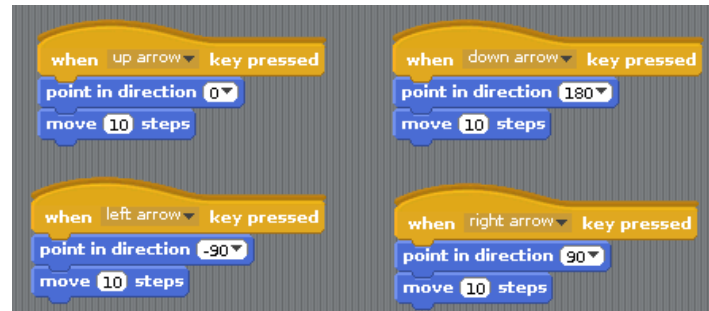 when up arrow key pressed
point in direction 0
move 10 steps
when down arrow key pressed
point in direction 180
move 10 steps
when left arrow key pressed
point in direction -90
move 10 steps
when right arrow key pressed
point in direction 90
move 10 steps